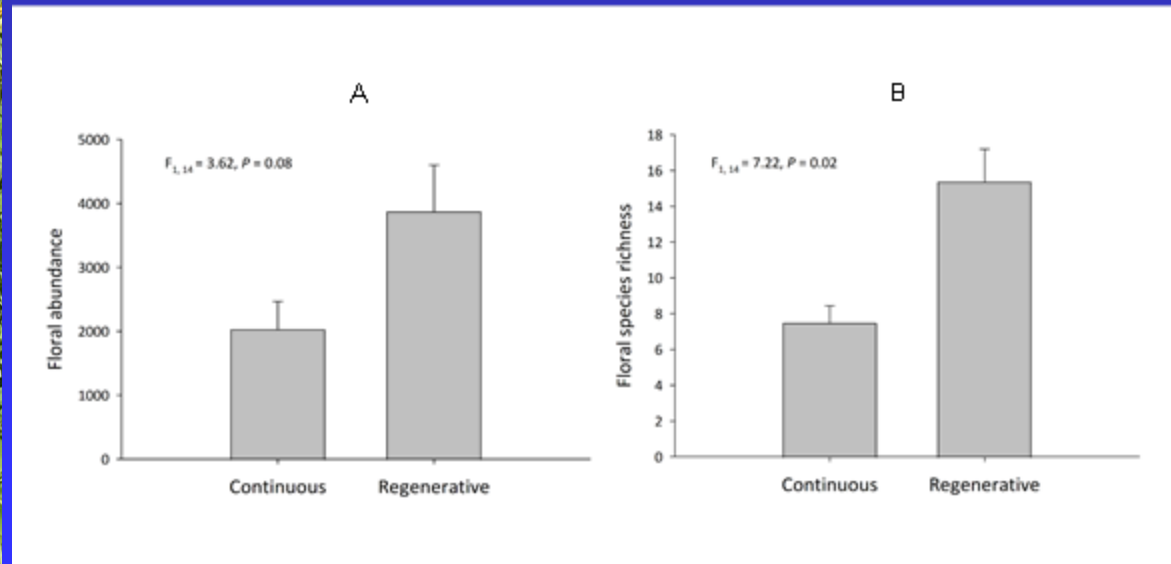 A
5000
4000
3000
2000
1000
0
Floral abundance
F1, 14 = 3.62, P = 0.08
Continuous
Regenerative
B
18
16
14
12
10
8
6
4
2
0
Floral species richness
F1, 14 = 7.22, P = 0.02
Continuous
Regenerative